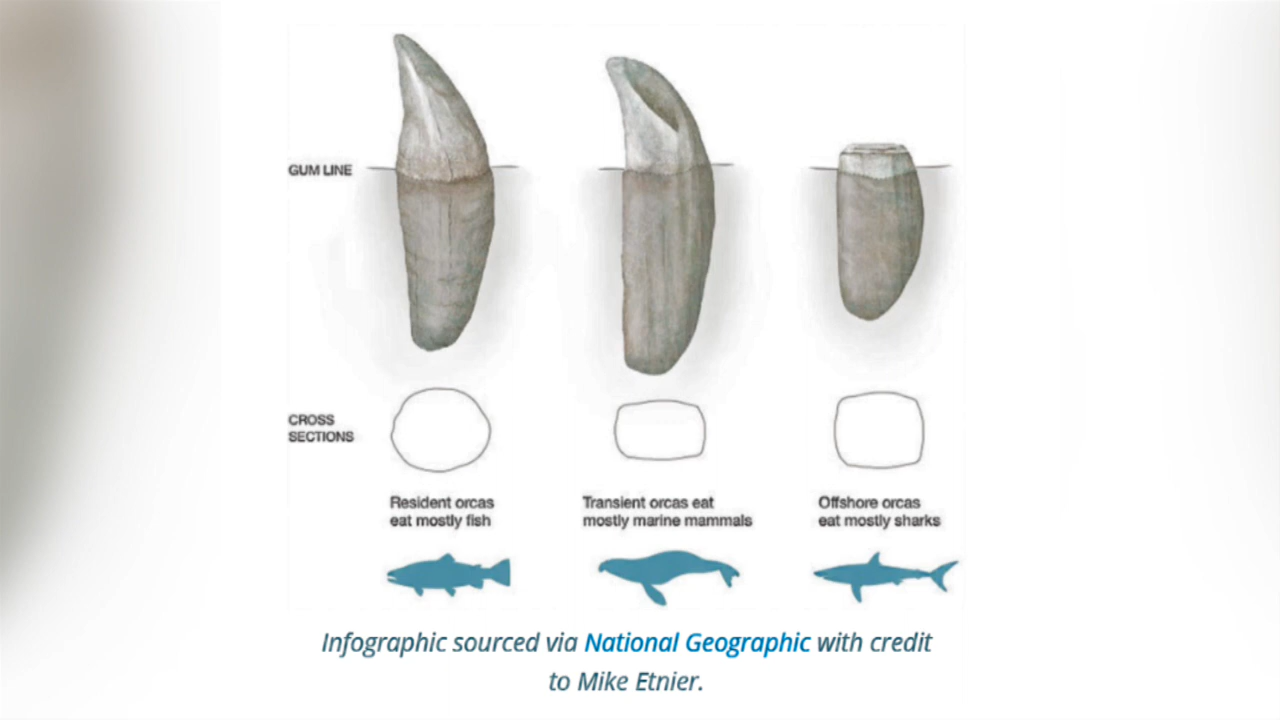 GUM LINE
CROSS
SECTIONS
Resident orcas
eat mostly fish
Transient orcas eat
mostly marine mammals
Offshore orcas
eat mostly sharks
Infographic sourced via National Geographic with credit
to Mike Etnier.